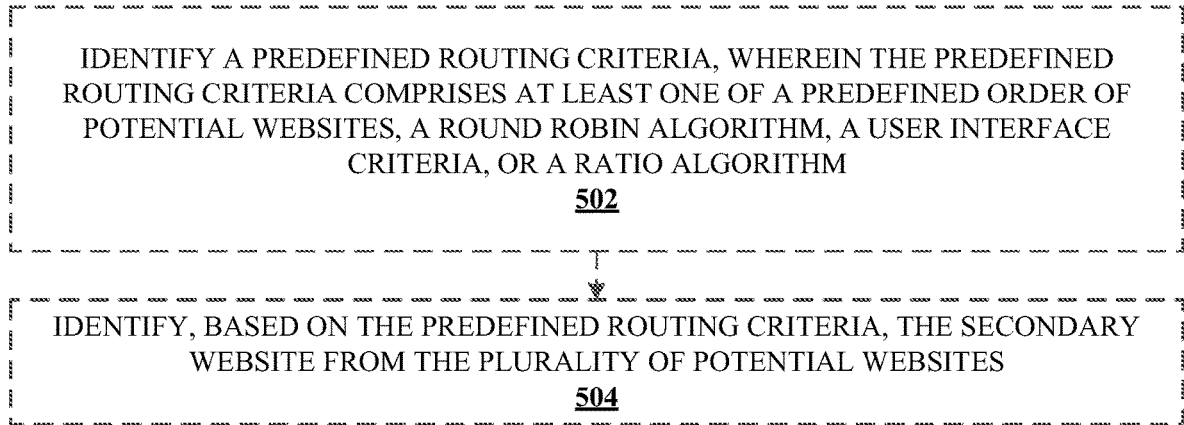 IDENTIFY A PREDEFINED ROUTING CRITERIA, WHEREIN THE PREDEFINED
ROUTING CRITERIA COMPRISES AT LEAST ONE OF A PREDEFINED ORDER OF
POTENTIAL WEBSITES, A ROUND ROBIN ALGORITHM, A USER INTERFACE
CRITERIA, OR A RATIO ALGORITHM
502
IDENTIFY, BASED ON THE PREDEFINED ROUTING CRITERIA, THE SECONDARY
WEBSITE FROM THE PLURALITY OF POTENTIAL WEBSITES
504